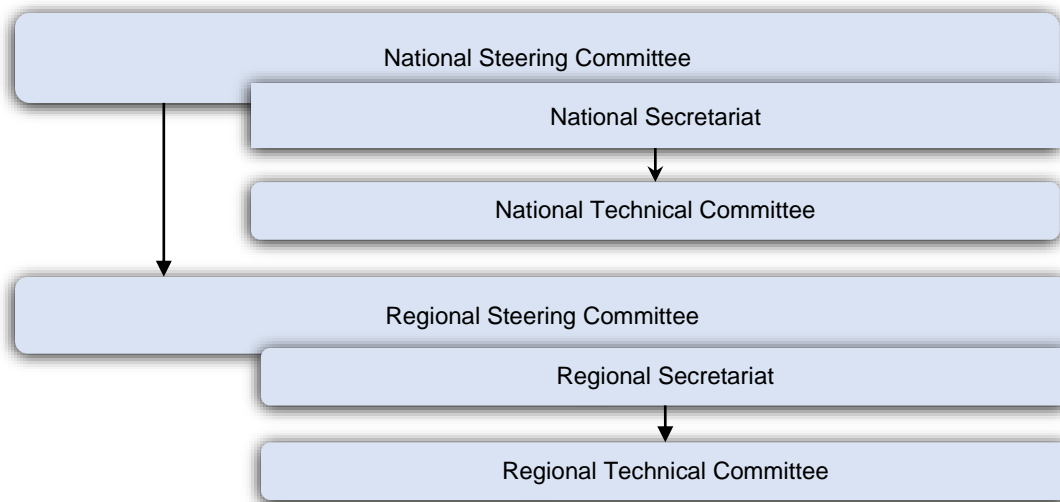 National Steering Committee
National Secretariat
National Technical Committee
Regional Steering Committee
Regional Secretariat
Regional Technical Committee